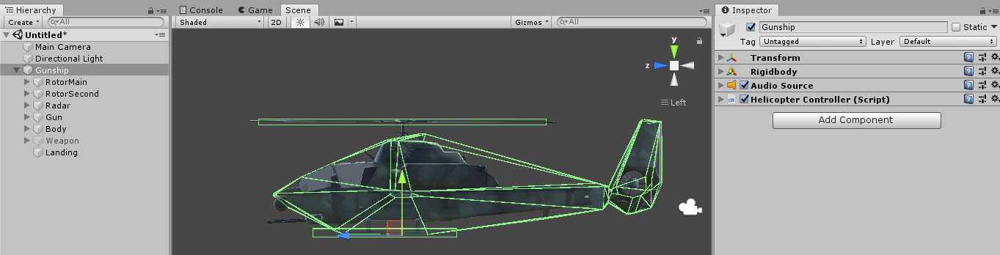 Hierarchy
Create
All
Untitled*
Main Camera
Directional Light
Gunship
RotorMain
RotorSecond
Radar
Gun
Body
Weapon
Landing
Console Game Scene
Shaded 2D Gizmos All
y
z
Left
Inspector
Gunship Static
Tag Untagged Layer Default
Transform
Rigidbody
Audio Source
C# Helicopter Controller (Script)
Add Component